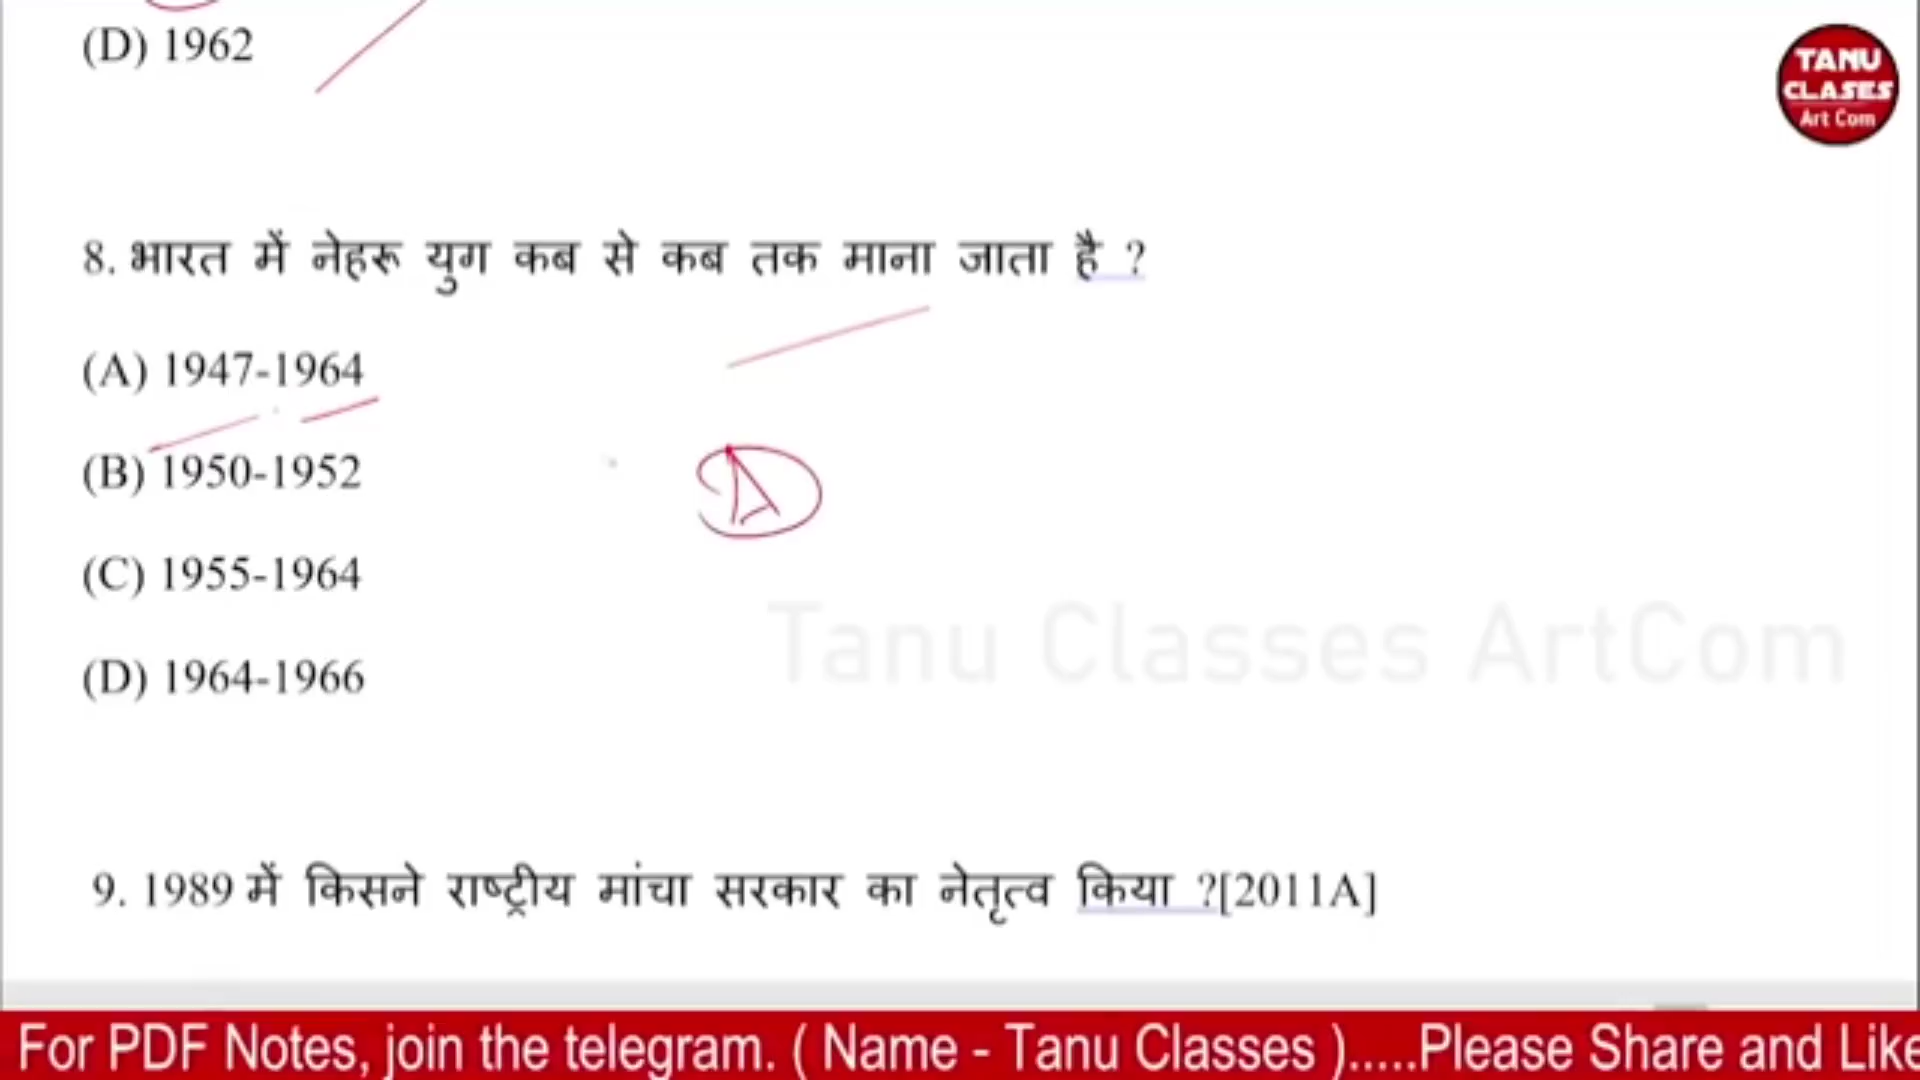 (D) 1962
TANU
CLASES
Art Com
8. भारत में नेहरू युग कब से कब तक माना जाता है ?
(A) 1947-1964
(B) 1950-1952
A
(C) 1955-1964
Tanu Classes ArtCom
(D) 1964-1966
9. 1989 में किसने राष्ट्रीय मांचा सरकार का नेतृत्व किया ?[2011A]
For PDF Notes, join the telegram. ( Name - Tanu Classes ).....Please Share and Like